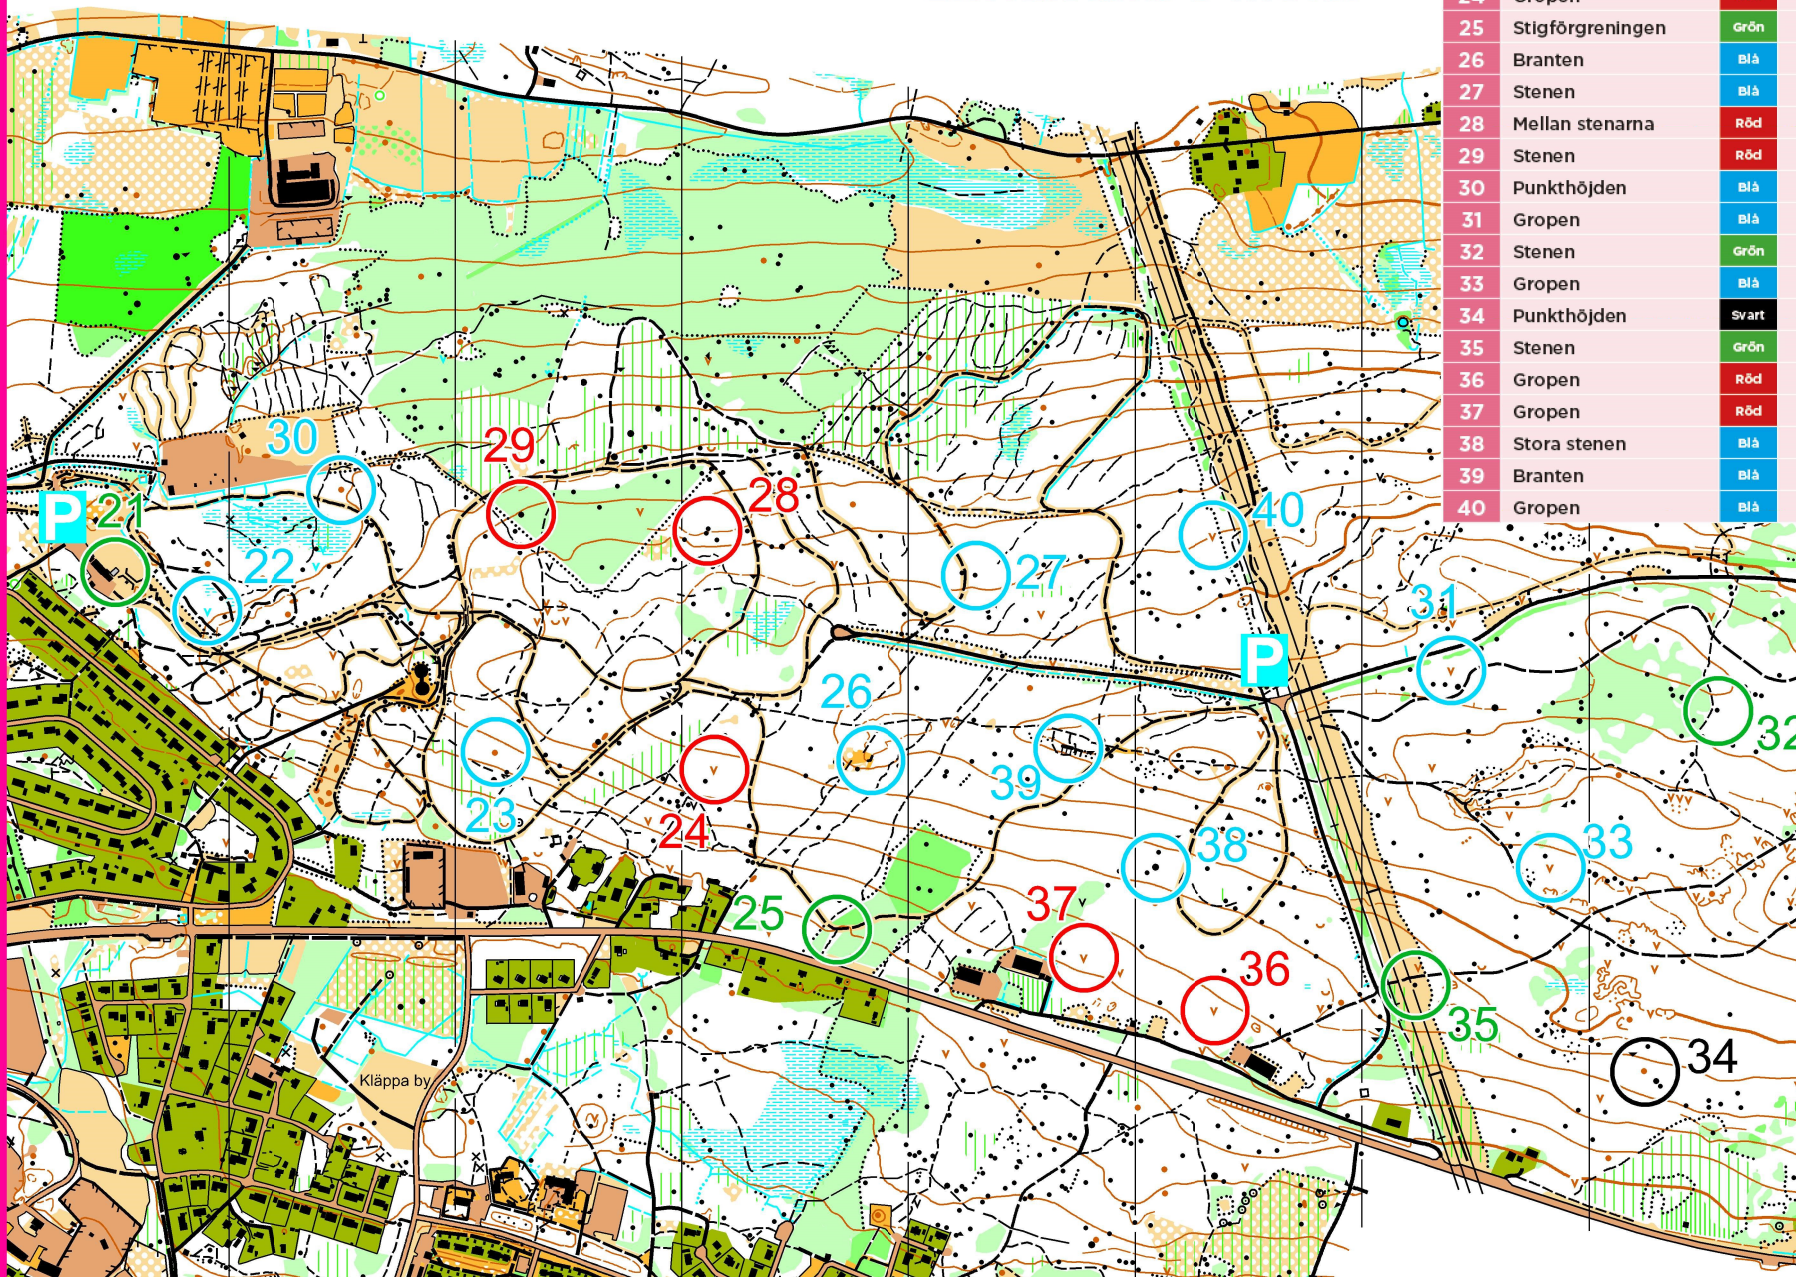 24 Gropen
25 Stigförgreningen Grön
26 Branten Blå
27 Stenen Blå
28 Mellan stenarna Röd
29 Stenen Röd
30 Punkthöjden Blå
31 Gropen Blå
32 Stenen Grön
33 Gropen Blå
34 Punkthöjden Svart
35 Stenen Grön
36 Gropen Röd
37 Gropen Röd
38 Stora stenen Blå
39 Branten Blå
40 Gropen Blå
30
29
28
P
21
40
22
27
31
P
26
32
39
23
24
38
33
25
37
36
35
34
Kläppa by